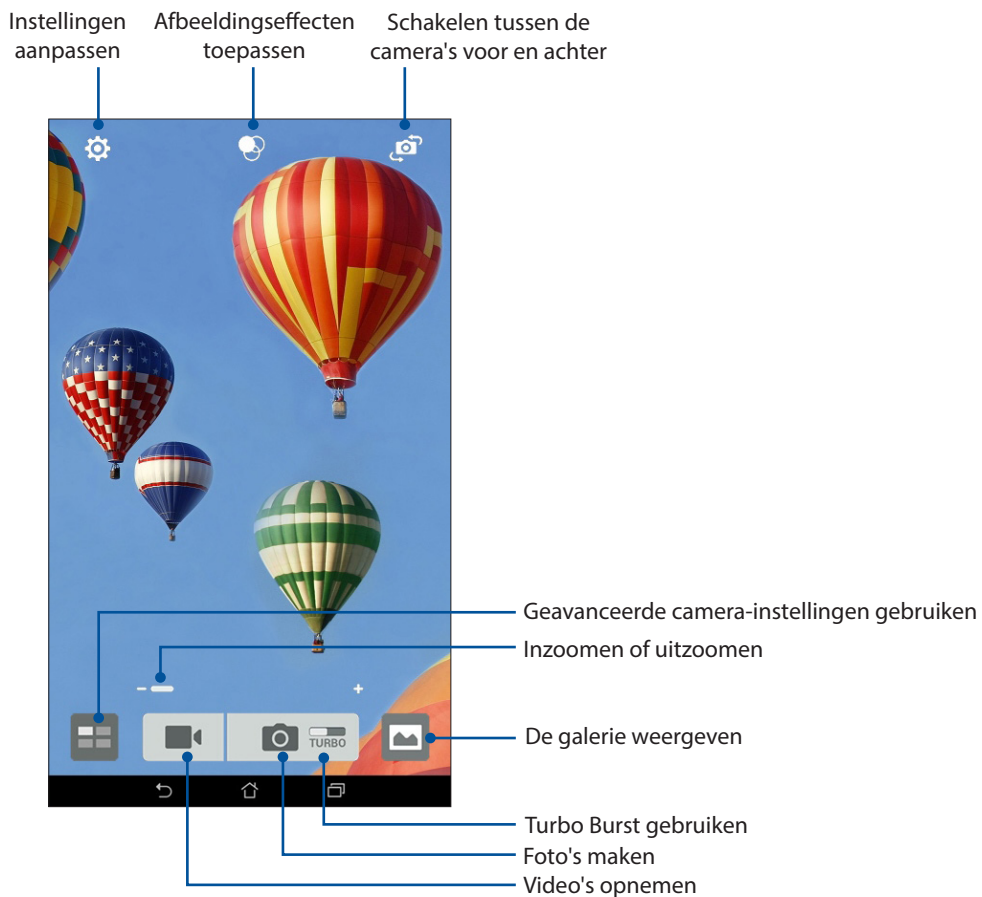 Instellingen
aanpassen
Afbeeldingseffecten
toepassen
Schakelen tussen de
camera's voor en achter
Geavanceerde camera-instellingen gebruiken
Inzoomen of uitzoomen
De galerie weergeven
TURBO
Turbo Burst gebruiken
Foto's maken
Video's opnemen